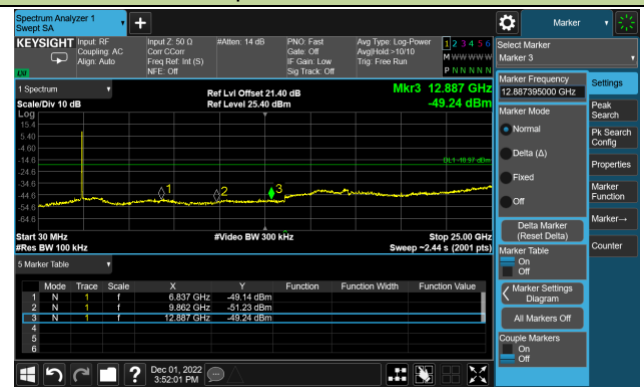 Spectrum Analyzer 1
Swept SA
Marker
KEYSIGHT Input: RF
Coupling: AC
Align: Auto
Input Z: 50 Ω
Corr CCorr
Freq Ref: Int (S)
NFE: Off
#Atten: 14 dB
PNO: Fast
Gate: Off
IF Gain: Low
Sig Track: Off
Avg Type: Log-Power
Avg|Hold >10/10
Trig: Free Run
1 2 3 4 5 6
M W W W W W
P N N N N N
Select Marker
Marker 3
LXI
1 Spectrum
Scale/Div 10 dB
Ref Lvl Offset 21.40 dB
Ref Level 25.40 dBm
Mkr3 12.887 GHz
-49.24 dBm
Log
15.4
5.40
-4.60
-14.6
-24.6
-34.6
-44.6
-54.6
-64.6
DL1 -18.97 dBm
1
2
3
Start 30 MHz
#Res BW 100 kHz
#Video BW 300 kHz
Stop 25.00 GHz
Sweep ~2.44 s (2001 pts)
5 Marker Table
Mode Trace Scale X Y Function Function Width Function Value
1 N 1 f 6.837 GHz -49.14 dBm
2 N 1 f 9.862 GHz -51.23 dBm
3 N 1 f 12.887 GHz -49.24 dBm
4
5
6
Marker Frequency
12.887395000 GHz
Marker Mode
Normal
Delta (Δ)
Fixed
Off
Delta Marker
(Reset Delta)
Marker Table
On
Off
Marker Settings
Diagram
All Markers Off
Couple Markers
On
Off
Settings
Peak
Search
Pk Search
Config
Properties
Marker
Function
Marker→
Counter
?
Dec 01, 2022
3:52:01 PM